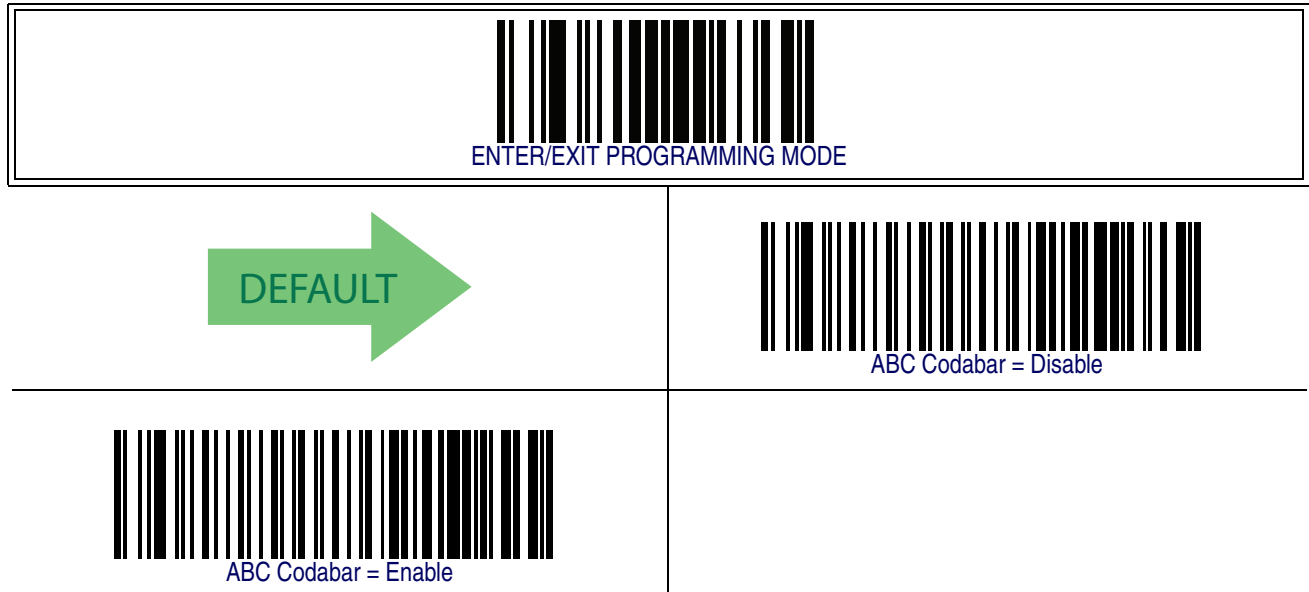 ENTER/EXIT PROGRAMMING MODE
DEFAULT
ABC Codabar = Disable
ABC Codabar = Enable